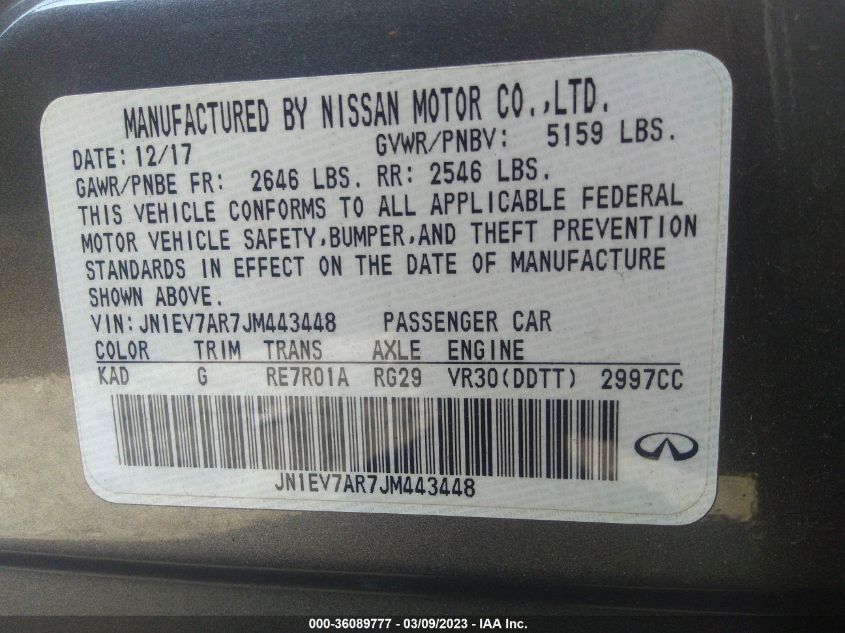 MANUFACTURED BY NISSAN MOTOR CO.,LTD.
DATE: 12/17 GVWR/PNBV: 5159 LBS.
GAWR/PNBE FR: 2646 LBS. RR: 2546 LBS.
THIS VEHICLE CONFORMS TO ALL APPLICABLE FEDERAL
MOTOR VEHICLE SAFETY,BUMPER,AND THEFT PREVENTION
STANDARDS IN EFFECT ON THE DATE OF MANUFACTURE
SHOWN ABOVE.
VIN: JN1EV7AR7JM443448 PASSENGER CAR
COLOR TRIM TRANS AXLE ENGINE
KAD G RE7R01A RG29 VR30(DDTT) 2997CC
JN1EV7AR7JM443448
000-36089777 - 03/09/2023 - IAA Inc.